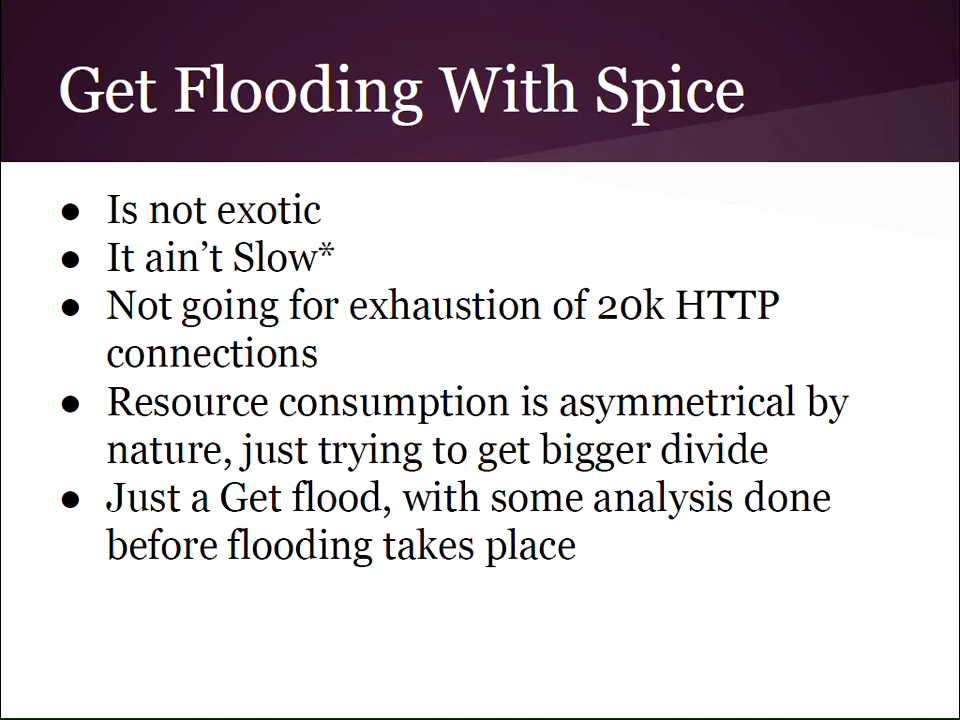 Get Flooding With Spice
● Is not exotic
● It ain’t Slow*
● Not going for exhaustion of 20k HTTP
connections
● Resource consumption is asymmetrical by
nature, just trying to get bigger divide
● Just a Get flood, with some analysis done
before flooding takes place